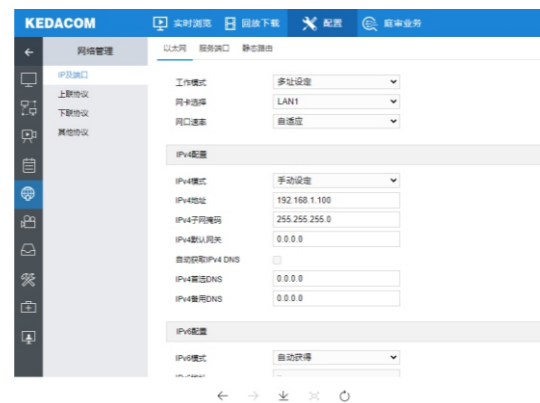 KEDACOM 实时浏览 回放下载 配置 庭审业务
网络管理 以太网 服务端口 静态路由
IP及端口
上联协议
下联协议
其他协议
工作模式 多址设定
网卡选择 LAN1
网口速率 自适应
IPv4配置
IPv4模式 手动设定
IPv4地址 192.168.1.100
IPv4子网掩码 255.255.255.0
IPv4默认网关 0.0.0.0
自动获取IPv4 DNS
IPv4首选DNS 0.0.0.0
IPv4备用DNS 0.0.0.0
IPv6配置
IPv6模式 自动获得